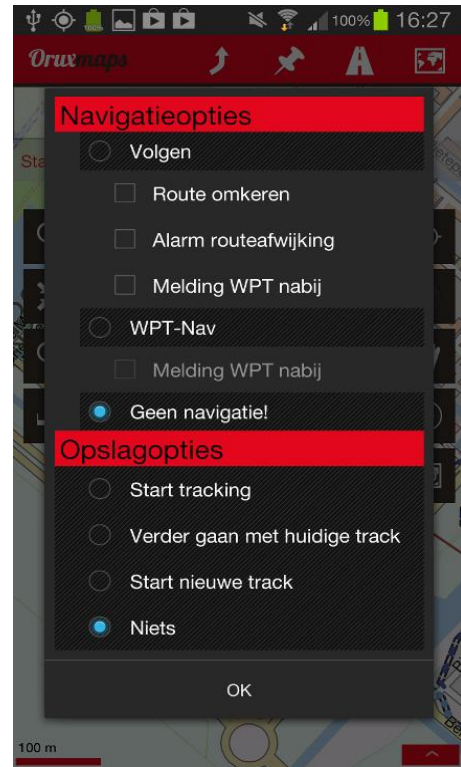 100% 16:27
Oruxmaps
Navigatieopties
Sta
Volgen
Route omkeren
Alarm routeafwijking
Melding WPT nabij
WPT-Nav
Melding WPT nabij
Geen navigatie!
Opslagopties
Start tracking
Verder gaan met huidige track
Start nieuwe track
Niets
OK
100 m